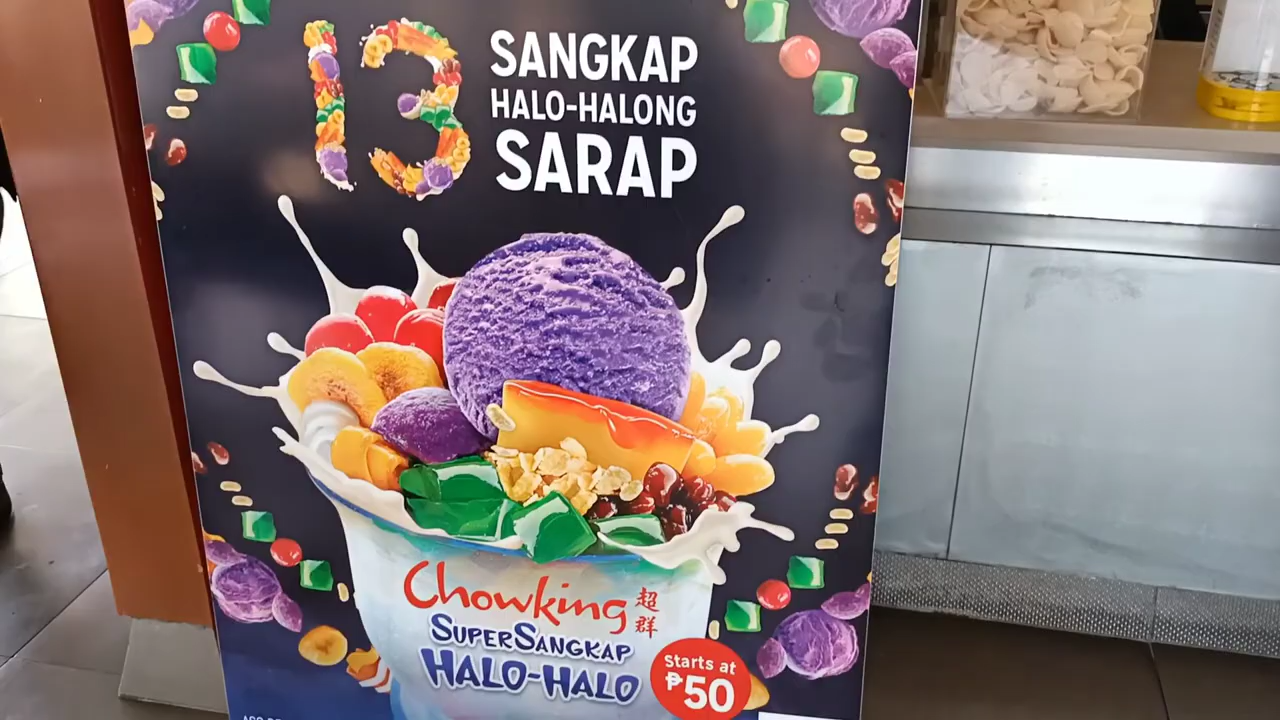 13
SANGKAP
HALO-HALONG
SARAP
Chowking 超群
SUPERSANGKAP
HALO-HALO
Starts at
₱50